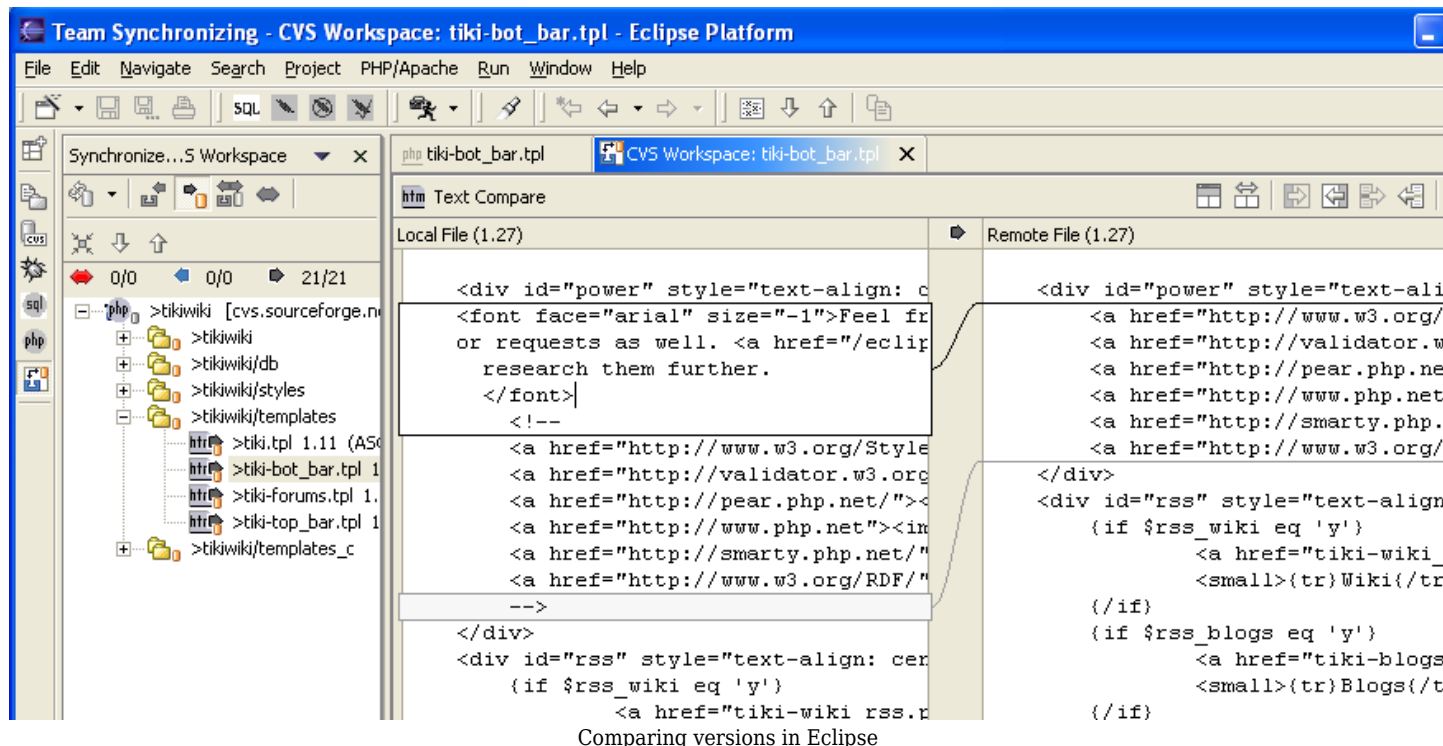 Team Synchronizing - CVS Workspace: tiki-bot_bar.tpl - Eclipse Platform
File Edit Navigate Search Project PHP/Apache Run Window Help
SQL
Synchronize...S Workspace
php tiki-bot_bar.tpl
CVS Workspace: tiki-bot_bar.tpl
htm Text Compare
cvs
sql
php
0/0 0/0 21/21
php >tikiwiki [cvs.sourceforge.n
>tikiwiki
>tikiwiki/db
>tikiwiki/styles
>tikiwiki/templates
>tiki.tpl 1.11 (ASC
>tiki-bot_bar.tpl 1
>tiki-forums.tpl 1.
>tiki-top_bar.tpl 1
>tikiwiki/templates_c
Local File (1.27)
<div id="power" style="text-align: c
<font face="arial" size="-1">Feel fr
or requests as well. <a href="/eclip
research them further.
</font>
<!--
<a href="http://www.w3.org/Style
<a href="http://validator.w3.org
<a href="http://pear.php.net/"><
<a href="http://www.php.net"><im
<a href="http://smarty.php.net/"
<a href="http://www.w3.org/RDF/"
-->
</div>
<div id="rss" style="text-align: cen
{if $rss_wiki eq 'y'}
<a href="tiki-wiki_rss.p
Remote File (1.27)
<div id="power" style="text-ali
<a href="http://www.w3.org/
<a href="http://validator.w
<a href="http://pear.php.ne
<a href="http://www.php.net
<a href="http://smarty.php.
<a href="http://www.w3.org/
</div>
<div id="rss" style="text-align
{if $rss_wiki eq 'y'}
<a href="tiki-wiki_
<small>{tr}Wiki{/tr
{/if}
{if $rss_blogs eq 'y'}
<a href="tiki-blogs
<small>{tr}Blogs{/t
{/if}
Comparing versions in Eclipse